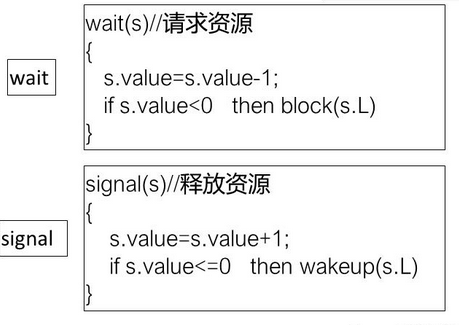 wait(s)//请求资源
{
wait
s.value=s.value-1;
if s.value<0 then block(s.L)
}
signal(s)//释放资源
{
signal
s.value=s.value+1;
if s.value<=0 then wakeup(s.L)
}